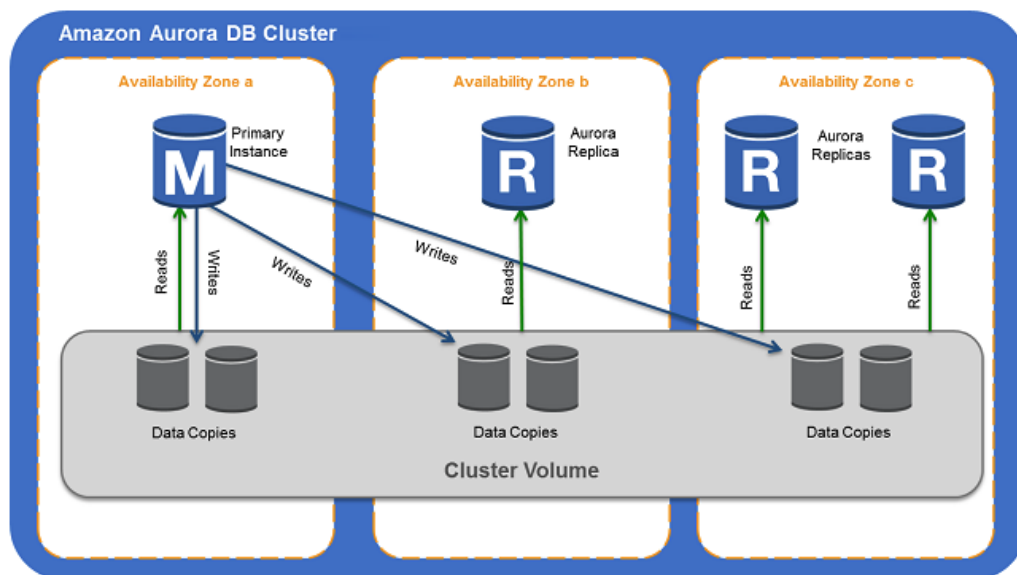 Amazon Aurora DB Cluster
Availability Zone a
Availability Zone b
Availability Zone c
M
Primary
Instance
R
Aurora
Replica
R
Aurora
Replicas
R
Reads
Writes
Writes
Reads
Writes
Reads
Reads
Data Copies
Data Copies
Data Copies
Cluster Volume